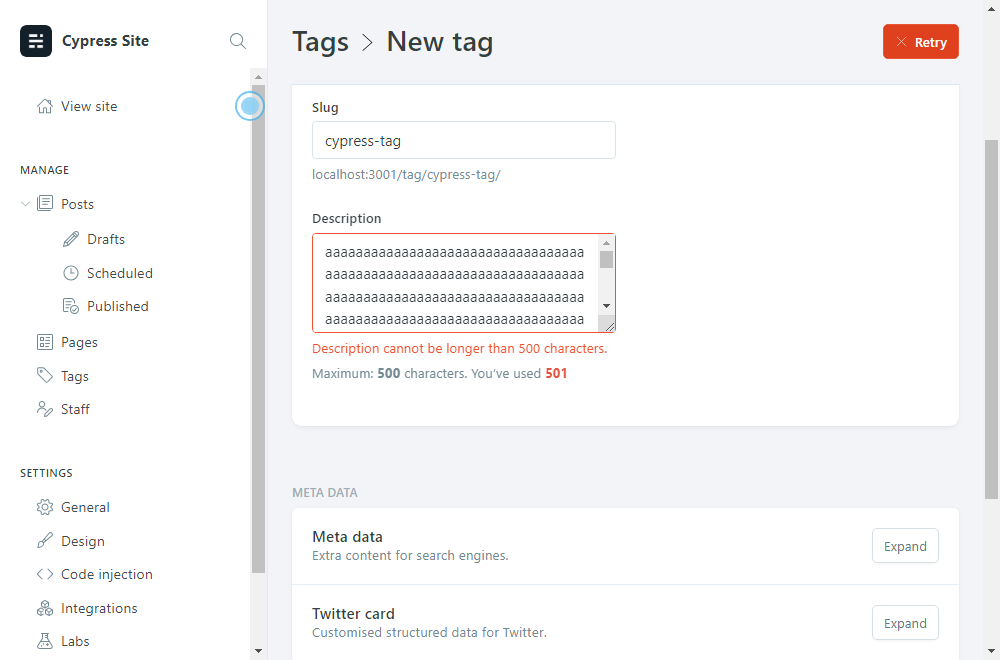 Cypress Site
View site
MANAGE
Posts
Drafts
Scheduled
Published
Pages
Tags
Staff
SETTINGS
General
Design
Code injection
Integrations
Labs
Tags > New tag
Retry
Slug
cypress-tag
localhost:3001/tag/cypress-tag/
Description
aaaaaaaaaaaaaaaaaaaaaaaaaaaaaaaaaa
aaaaaaaaaaaaaaaaaaaaaaaaaaaaaaaaaa
aaaaaaaaaaaaaaaaaaaaaaaaaaaaaaaaaa
aaaaaaaaaaaaaaaaaaaaaaaaaaaaaaaaaa
Description cannot be longer than 500 characters.
Maximum: 500 characters. You’ve used 501
META DATA
Meta data
Extra content for search engines.
Expand
Twitter card
Customised structured data for Twitter.
Expand